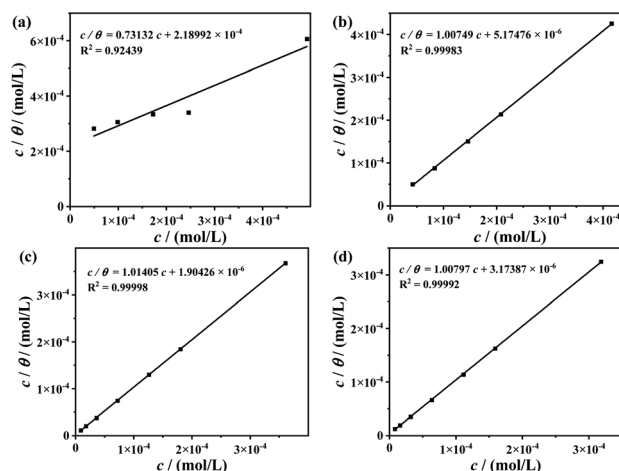 (a)
c / θ = 0.73132 c + 2.18992 × 10⁻⁴
R² = 0.92439
6×10⁻⁴
4×10⁻⁴
2×10⁻⁴
0
c / θ / (mol/L)
0 1×10⁻⁴ 2×10⁻⁴ 3×10⁻⁴ 4×10⁻⁴
c / (mol/L)
(b)
c / θ = 1.00749 c + 5.17476 × 10⁻⁶
R² = 0.99983
4×10⁻⁴
3×10⁻⁴
2×10⁻⁴
1×10⁻⁴
0
c / θ / (mol/L)
0 1×10⁻⁴ 2×10⁻⁴ 3×10⁻⁴ 4×10⁻⁴
c / (mol/L)
(c)
c / θ = 1.01405 c + 1.90426 × 10⁻⁶
R² = 0.99998
3×10⁻⁴
2×10⁻⁴
1×10⁻⁴
0
c / θ / (mol/L)
0 1×10⁻⁴ 2×10⁻⁴ 3×10⁻⁴
c / (mol/L)
(d)
c / θ = 1.00797 c + 3.17387 × 10⁻⁶
R² = 0.99992
3×10⁻⁴
2×10⁻⁴
1×10⁻⁴
0
c / θ / (mol/L)
0 1×10⁻⁴ 2×10⁻⁴ 3×10⁻⁴
c / (mol/L)